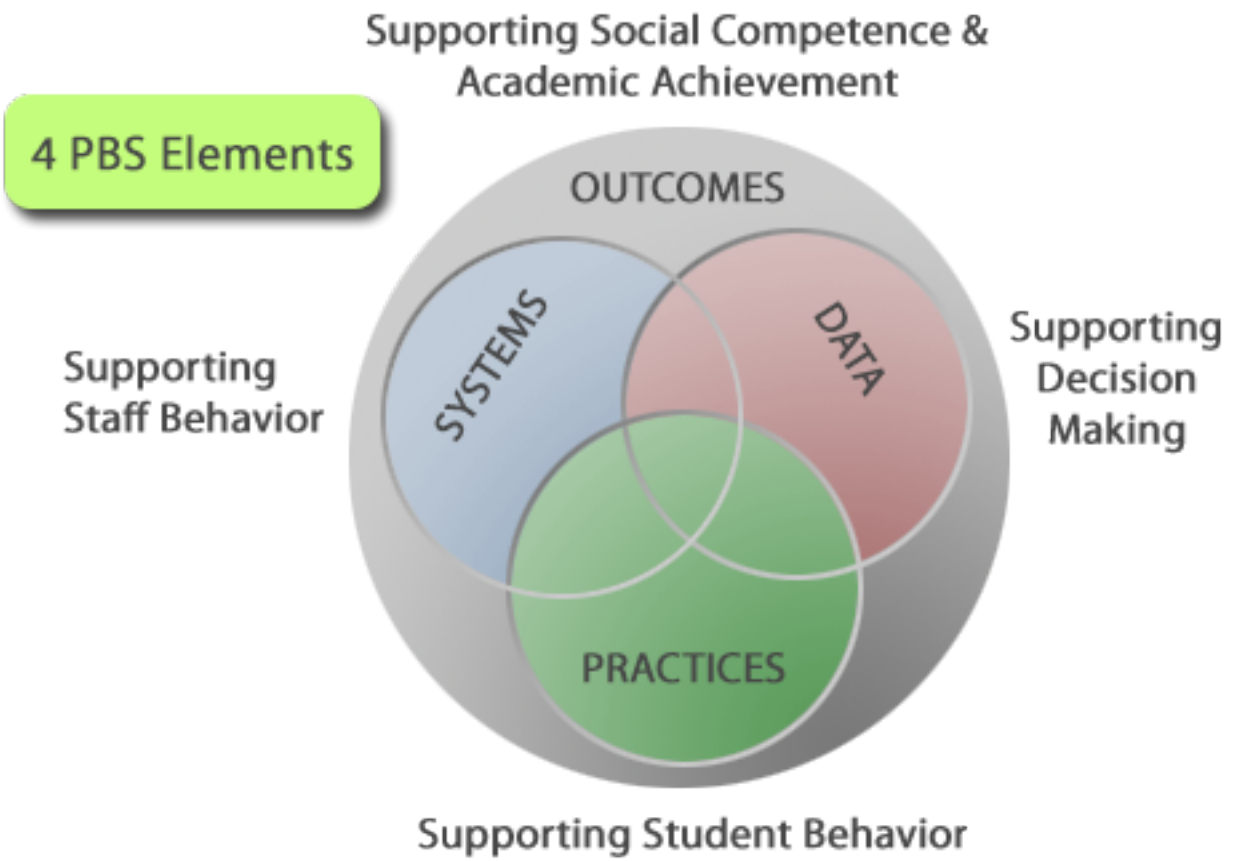 Supporting Social Competence &
Academic Achievement
4 PBS Elements
OUTCOMES
SYSTEMS
DATA
Supporting
Staff Behavior
Supporting
Decision
Making
PRACTICES
Supporting Student Behavior